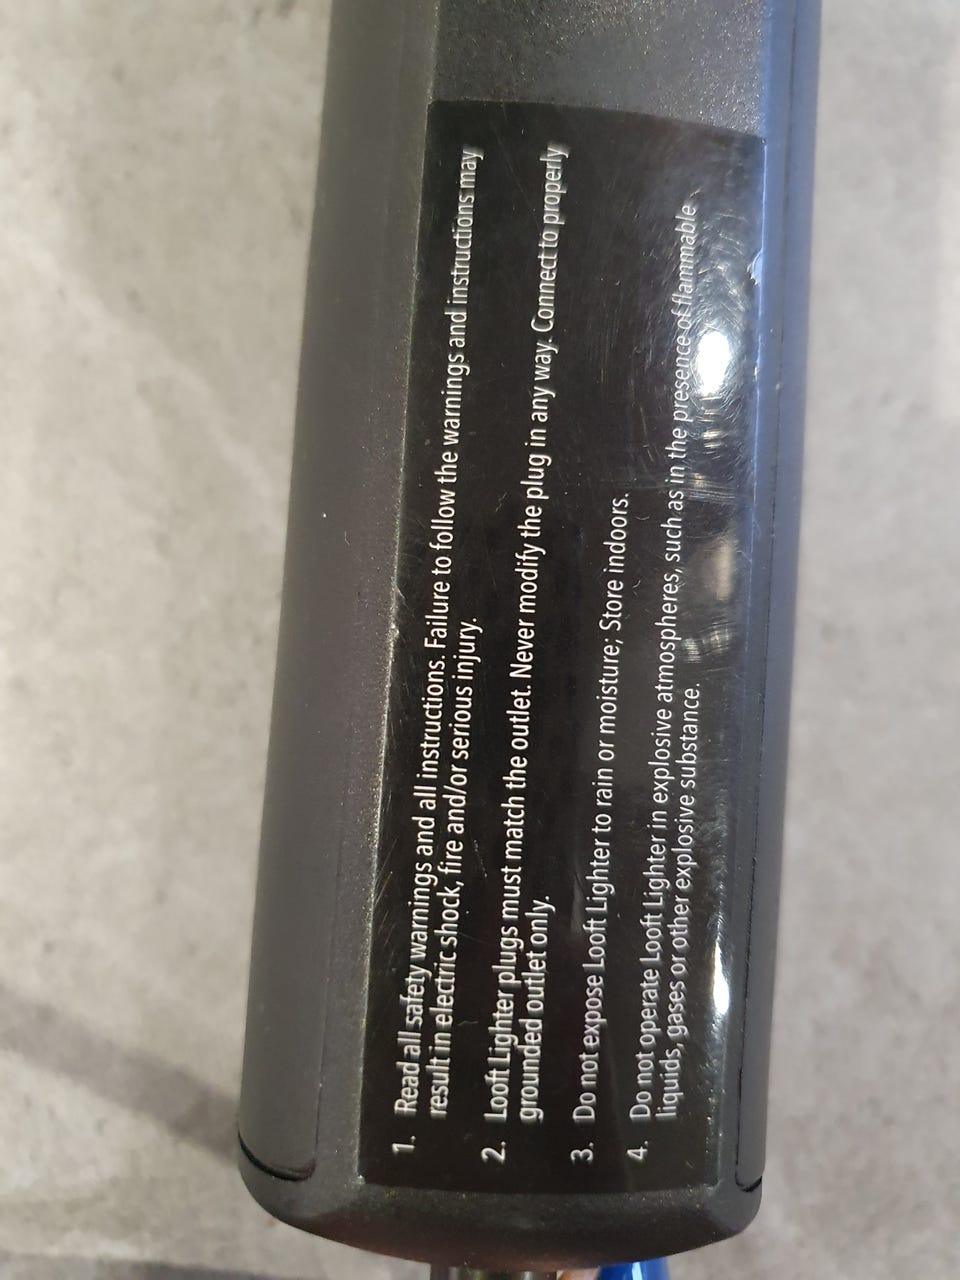 1. Read all safety warnings and all instructions. Failure to follow the warnings and instructions may
result in electric shock, fire and/or serious injury.
2. Looft Lighter plugs must match the outlet. Never modify the plug in any way. Connect to properly
grounded outlet only.
3. Do not expose Looft Lighter to rain or moisture; Store indoors.
4. Do not operate Looft Lighter in explosive atmospheres, such as in the presence of flammable
liquids, gases or other explosive substance.